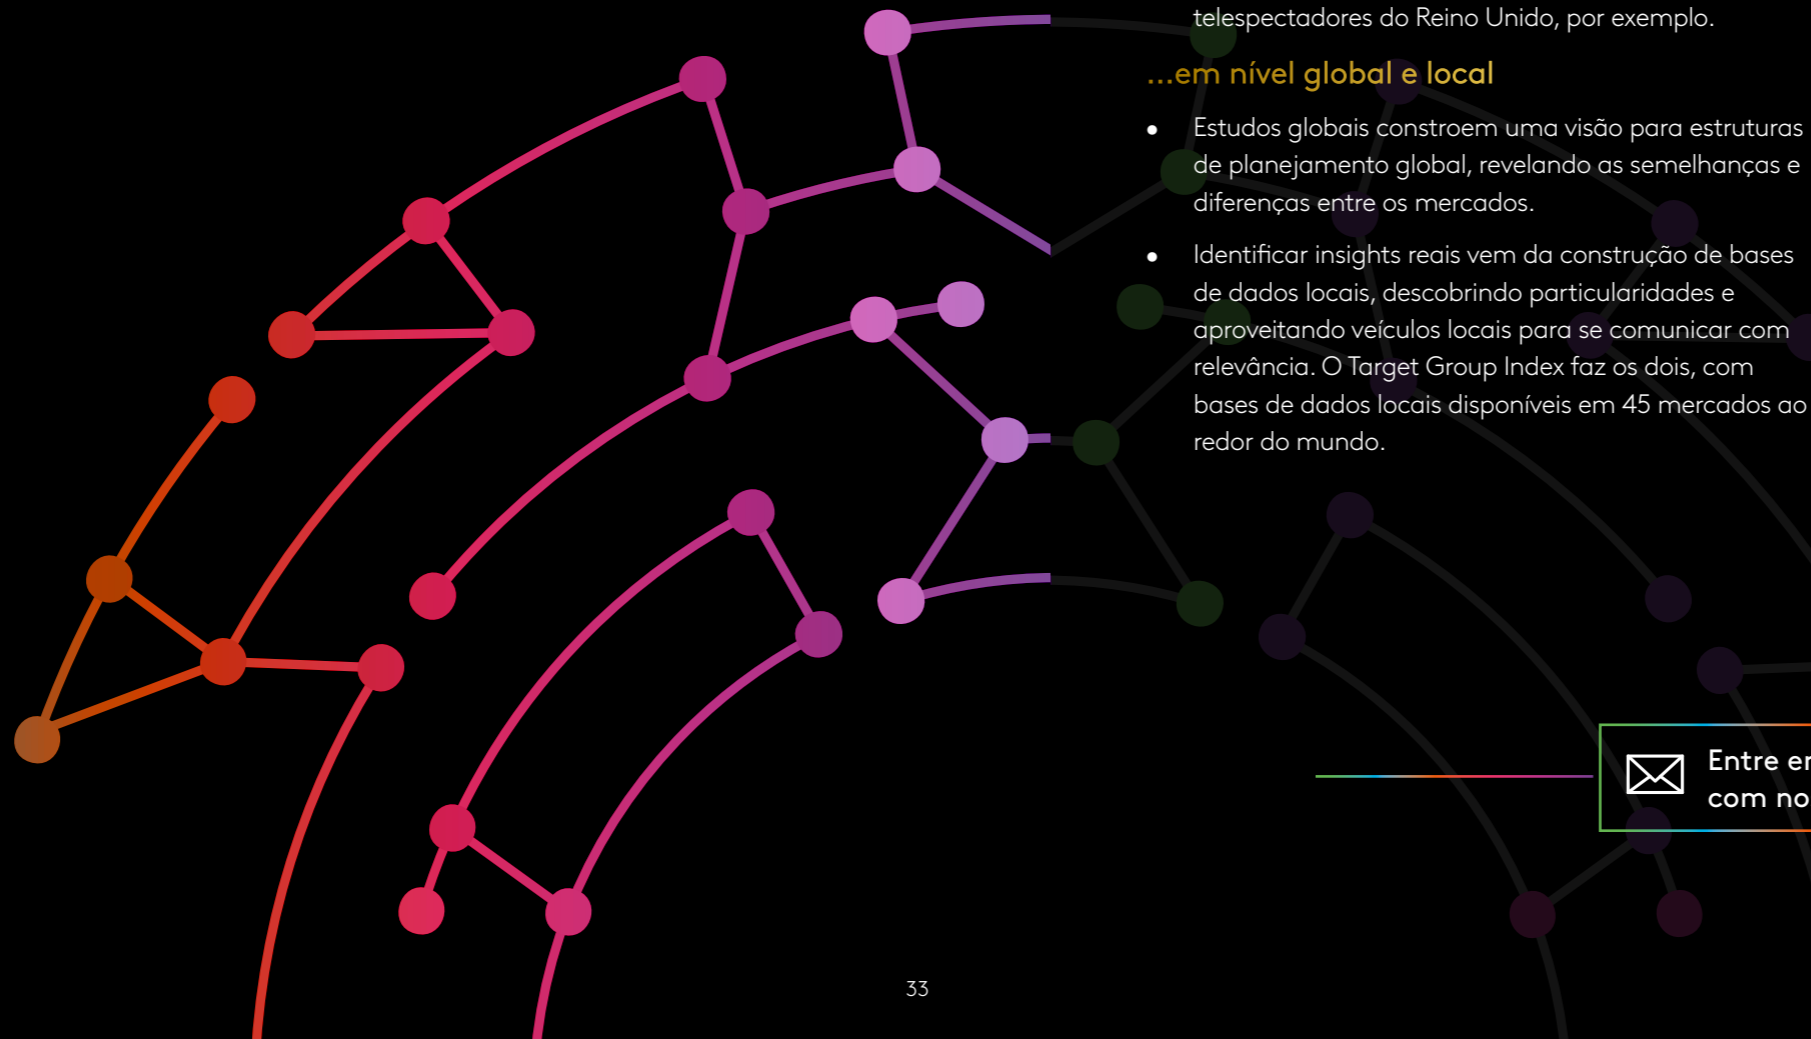 telespectadores do Reino Unido, por exemplo.
...em nível global e local
• Estudos globais constroem uma visão para estruturas
de planejamento global, revelando as semelhanças e
diferenças entre os mercados.
• Identificar insights reais vem da construção de bases
de dados locais, descobrindo particularidades e
aproveitando veículos locais para se comunicar com
relevância. O Target Group Index faz os dois, com
bases de dados locais disponíveis em 45 mercados ao
redor do mundo.
Entre
com
33